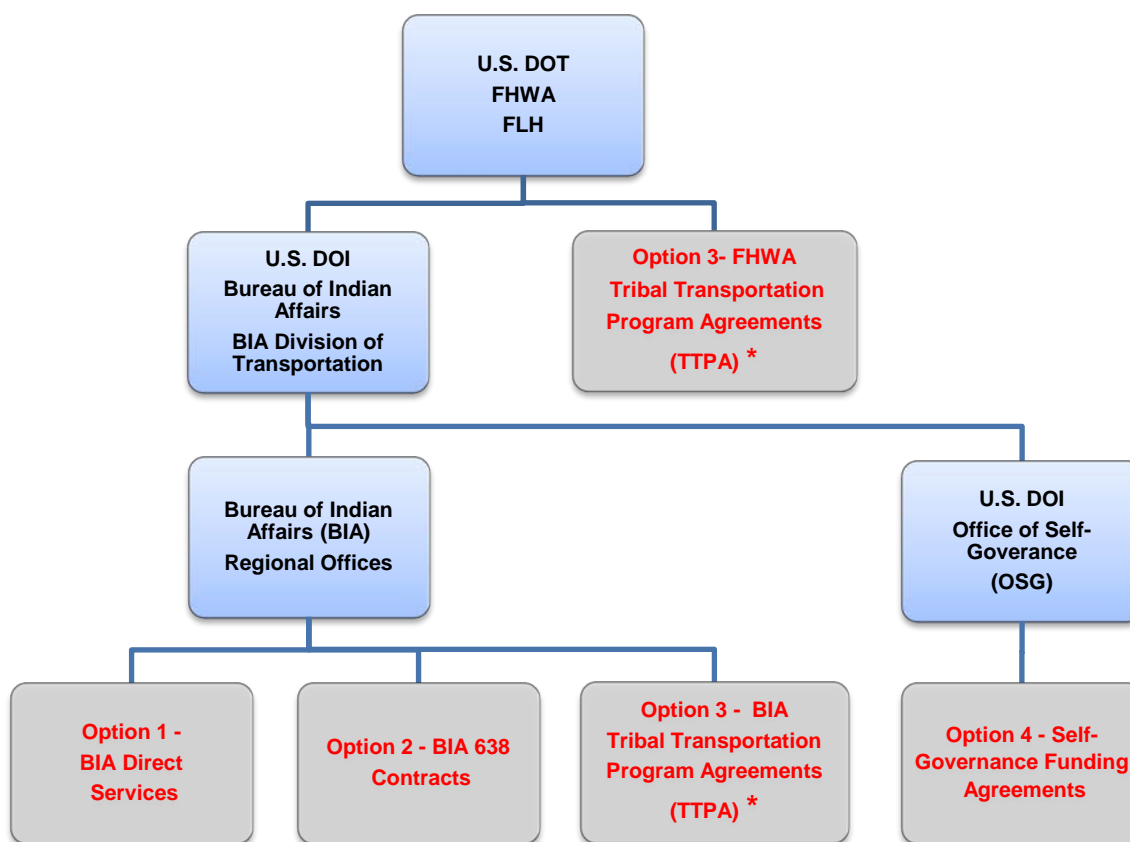 U.S. DOT
FHWA
FLH
U.S. DOI
Bureau of Indian
Affairs
BIA Division of
Transportation
Option 3- FHWA
Tribal Transportation
Program Agreements
(TTPA) *
Bureau of Indian
Affairs (BIA)
Regional Offices
U.S. DOI
Office of Self-
Goverance
(OSG)
Option 1 -
BIA Direct
Services
Option 2 - BIA 638
Contracts
Option 3 - BIA
Tribal Transportation
Program Agreements
(TTPA) *
Option 4 - Self-
Governance Funding
Agreements